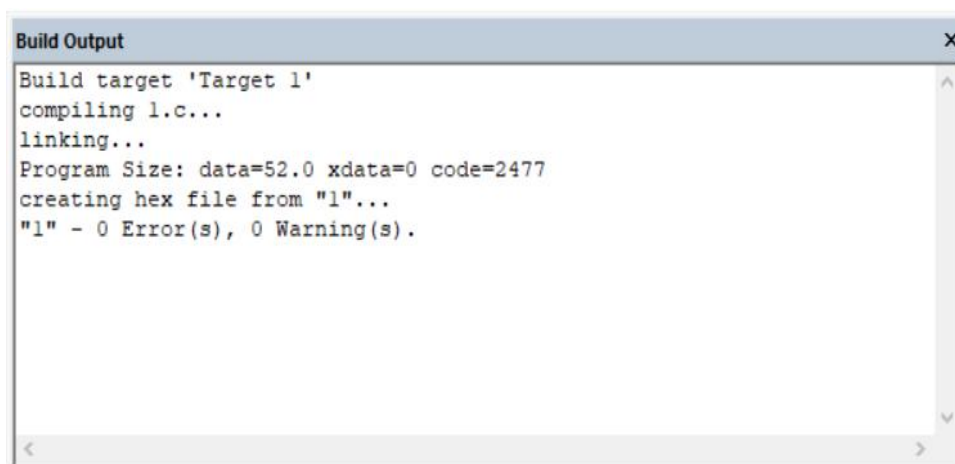 Build Output
Build target 'Target 1'
compiling 1.c...
linking...
Program Size: data=52.0 xdata=0 code=2477
creating hex file from "1"...
"1" - 0 Error(s), 0 Warning(s).